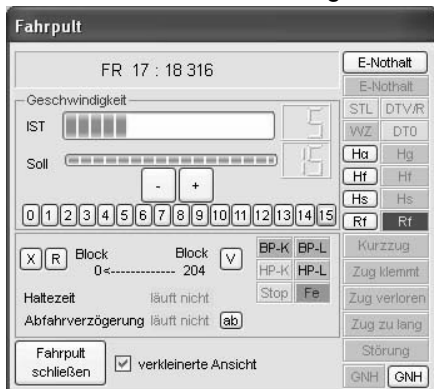 Fahrpult
FR 17 : 18 316
E-Nothalt
E-Nothalt
Geschwindigkeit
STL DTV/R
IST 5
WZ DT0
Soll 15
Ha Hg
Hf Hf
- +
Hs Hs
0 1 2 3 4 5 6 7 8 9 10 11 12 13 14 15
Rf Rf
X R Block Block V BP-K BP-L
Kurzzug
0<------------- 204 HP-K HP-L
Zug klemmt
Haltezeit läuft nicht Stop Fe
Zug verloren
Abfahrverzögerung läuft nicht ab
Zug zu lang
Fahrpult schließen
verkleinerte Ansicht
Störung
GNH GNH